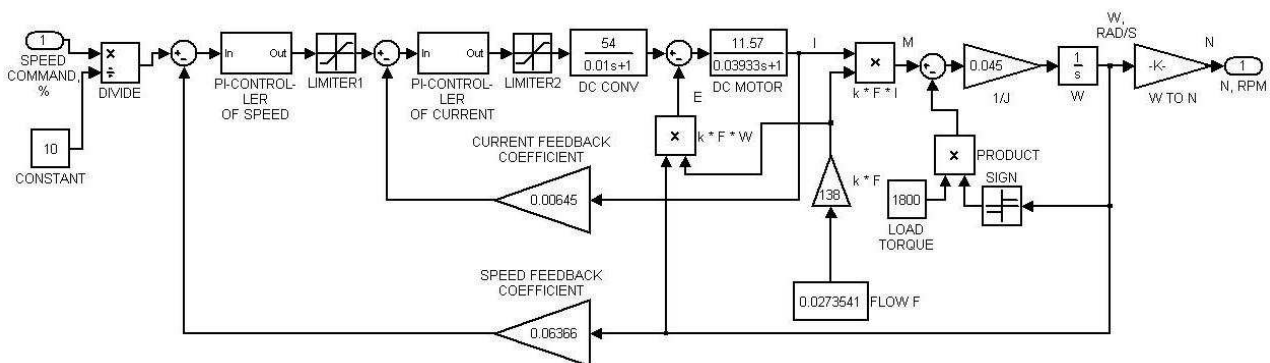 1
SPEED
COMMAND,
%
×
÷
DIVIDE
10
CONSTANT
In
Out
PI-CONTROL-
LLER
OF SPEED
LIMITER1
In
Out
PI-CONTROL-
LLER
OF CURRENT
LIMITER2
54
0.01s+1
DC CONV
E
11.57
0.03933s+1
DC MOTOR
I
×
k * F * I
M
0.045
1/J
1
s
W
W,
RAD/S
-K-
W TO N
N
1
N, RPM
×
k * F * W
CURRENT FEEDBACK
COEFFICIENT
0.00645
138
k * F
×
PRODUCT
SIGN
1800
LOAD
TORQUE
0.0273541
FLOW F
SPEED FEEDBACK
COEFFICIENT
0.06366